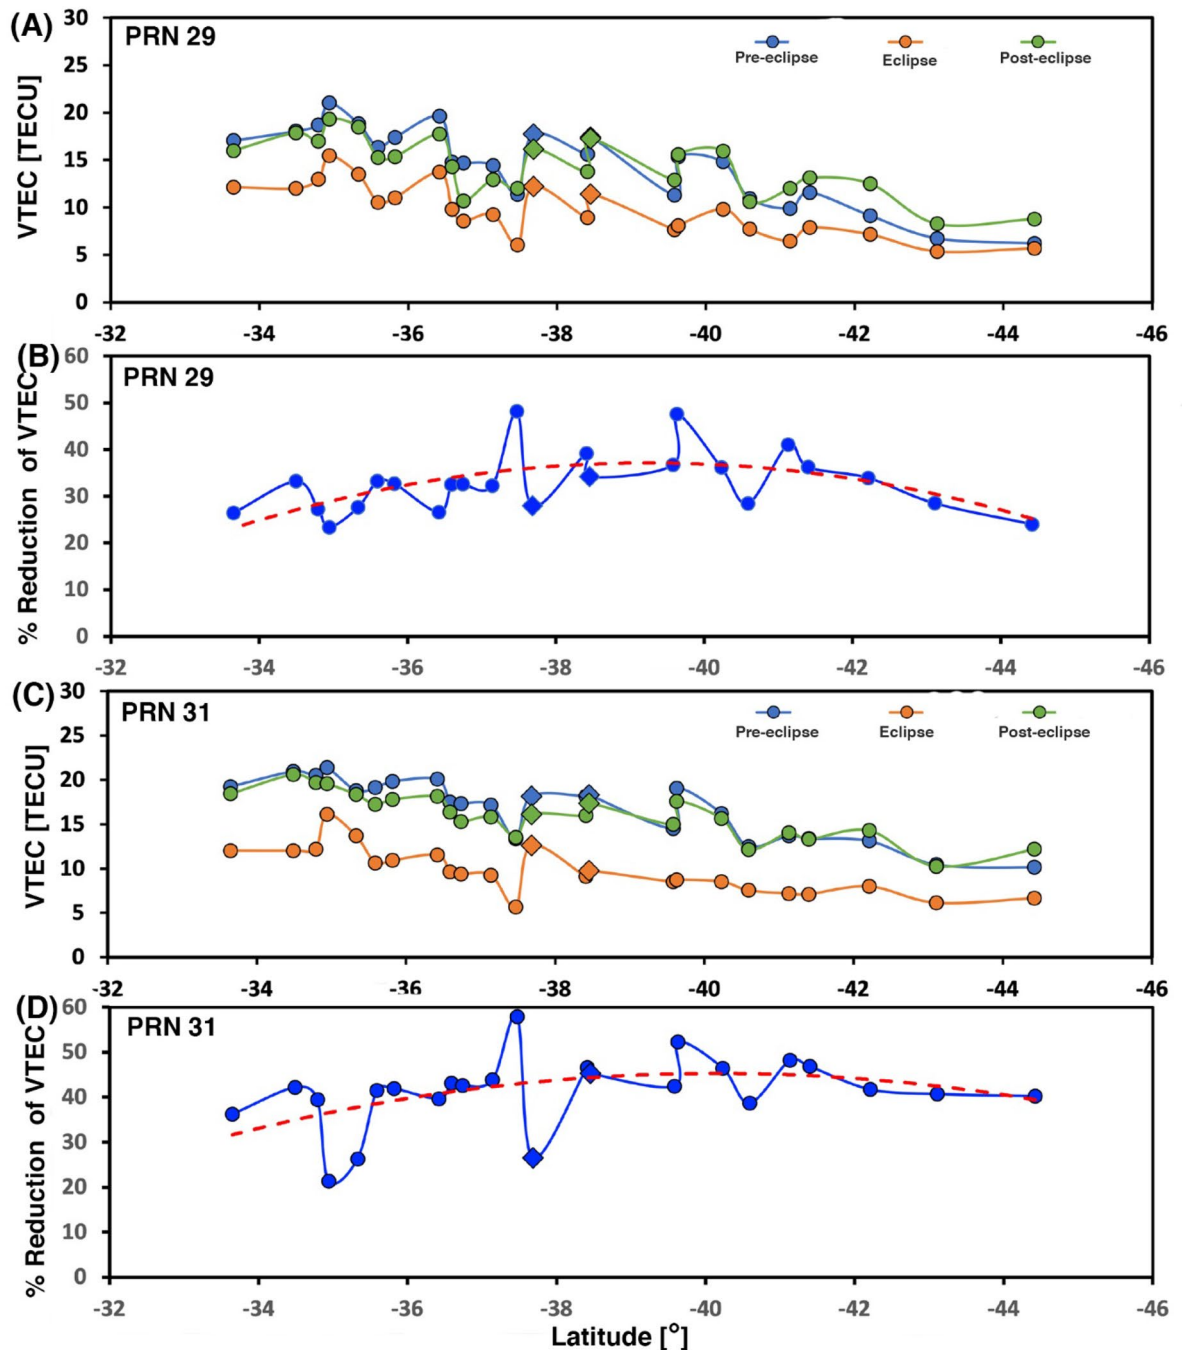 (A)
30
25
20
15
10
5
0
VTEC [TECU]
PRN 29
Pre-eclipse Eclipse Post-eclipse
-32 -34 -36 -38 -40 -42 -44 -46
(B)
60
50
40
30
20
10
0
% Reduction of VTEC
PRN 29
-32 -34 -36 -38 -40 -42 -44 -46
(C)
30
25
20
15
10
5
0
VTEC [TECU]
PRN 31
Pre-eclipse Eclipse Post-eclipse
-32 -34 -36 -38 -40 -42 -44 -46
(D)
60
50
40
30
20
10
0
% Reduction of VTEC
PRN 31
-32 -34 -36 -38 -40 -42 -44 -46
Latitude [°]